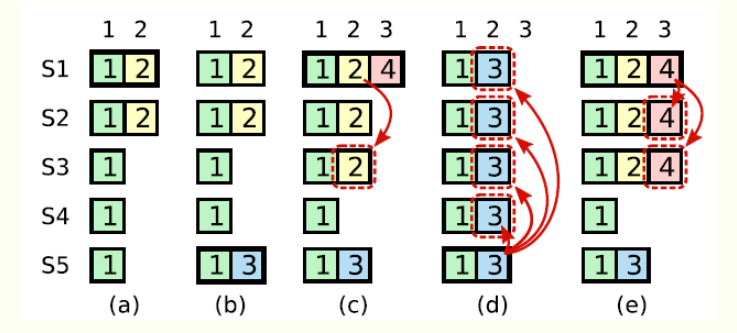 1 2 1 2 1 2 3 1 2 3 1 2 3
S1 1 2 1 2 1 2 4 1 3 1 2 4
S2 1 2 1 2 1 2 1 3 1 2 4
S3 1 1 1 2 1 3 1 2 4
S4 1 1 1 1 3 1
S5 1 1 3 1 3 1 3 1 3
(a) (b) (c) (d) (e)